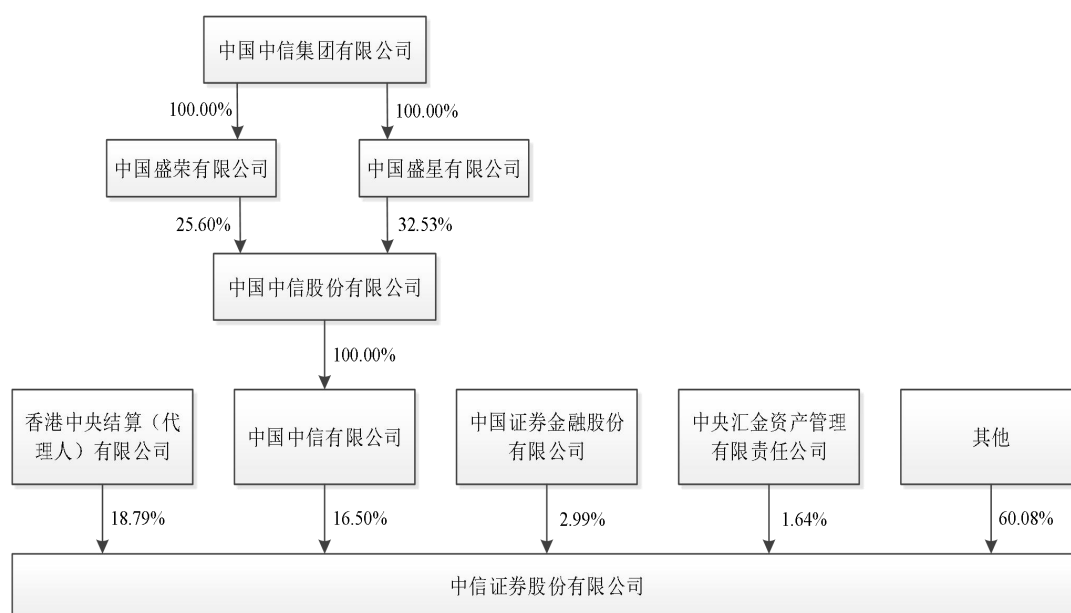 中国中信集团有限公司
100.00%
100.00%
中国盛荣有限公司
中国盛星有限公司
25.60%
32.53%
中国中信股份有限公司
100.00%
香港中央结算（代
理人）有限公司
中国中信有限公司
中国证券金融股份
有限公司
中央汇金资产管理
有限责任公司
其他
18.79%
16.50%
2.99%
1.64%
60.08%
中信证券股份有限公司